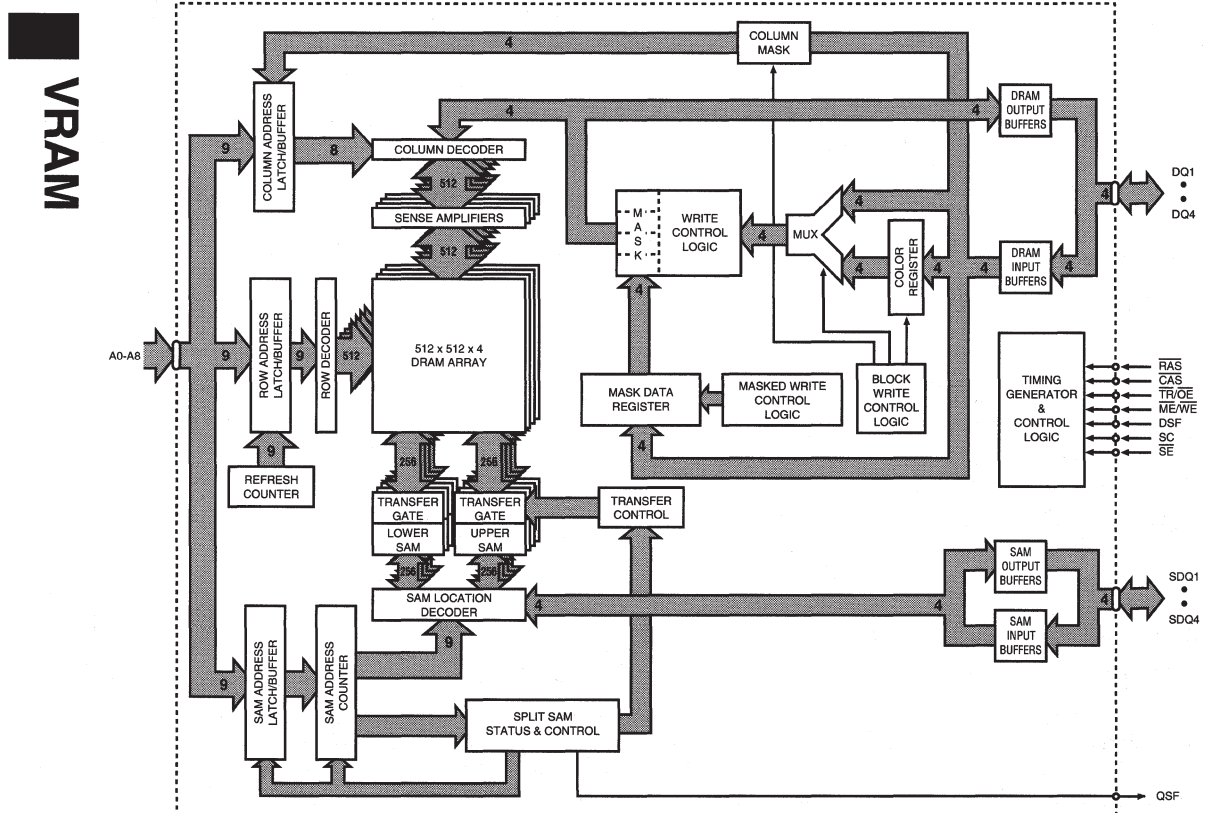 VRAM
COLUMN
MASK
4
COLUMN ADDRESS
LATCH/BUFFER
9
8
COLUMN DECODER
4
4
DRAM
OUTPUT
BUFFERS
512
SENSE AMPLIFIERS
512
M
A
S
K
WRITE
CONTROL
LOGIC
4
MUX
4
4
COLOR
REGISTER
4
4
DRAM
INPUT
BUFFERS
4
4
DQ1
DQ4
A0-A8
9
ROW ADDRESS
LATCH/BUFFER
9
ROW DECODER
512
512 x 512 x 4
DRAM ARRAY
4
MASK DATA
REGISTER
MASKED WRITE
CONTROL
LOGIC
BLOCK
WRITE
CONTROL
LOGIC
4
TIMING
GENERATOR
&
CONTROL
LOGIC
RAS
CAS
TR/OE
ME/WE
DSF
SC
SE
9
REFRESH
COUNTER
256
256
TRANSFER
GATE
LOWER
SAM
TRANSFER
GATE
UPPER
SAM
TRANSFER
CONTROL
256
256
SAM LOCATION
DECODER
4
4
SAM
OUTPUT
BUFFERS
SAM
INPUT
BUFFERS
4
SDQ1
SDQ4
9
SAM ADDRESS
LATCH/BUFFER
SAM ADDRESS
COUNTER
9
SPLIT SAM
STATUS & CONTROL
QSF